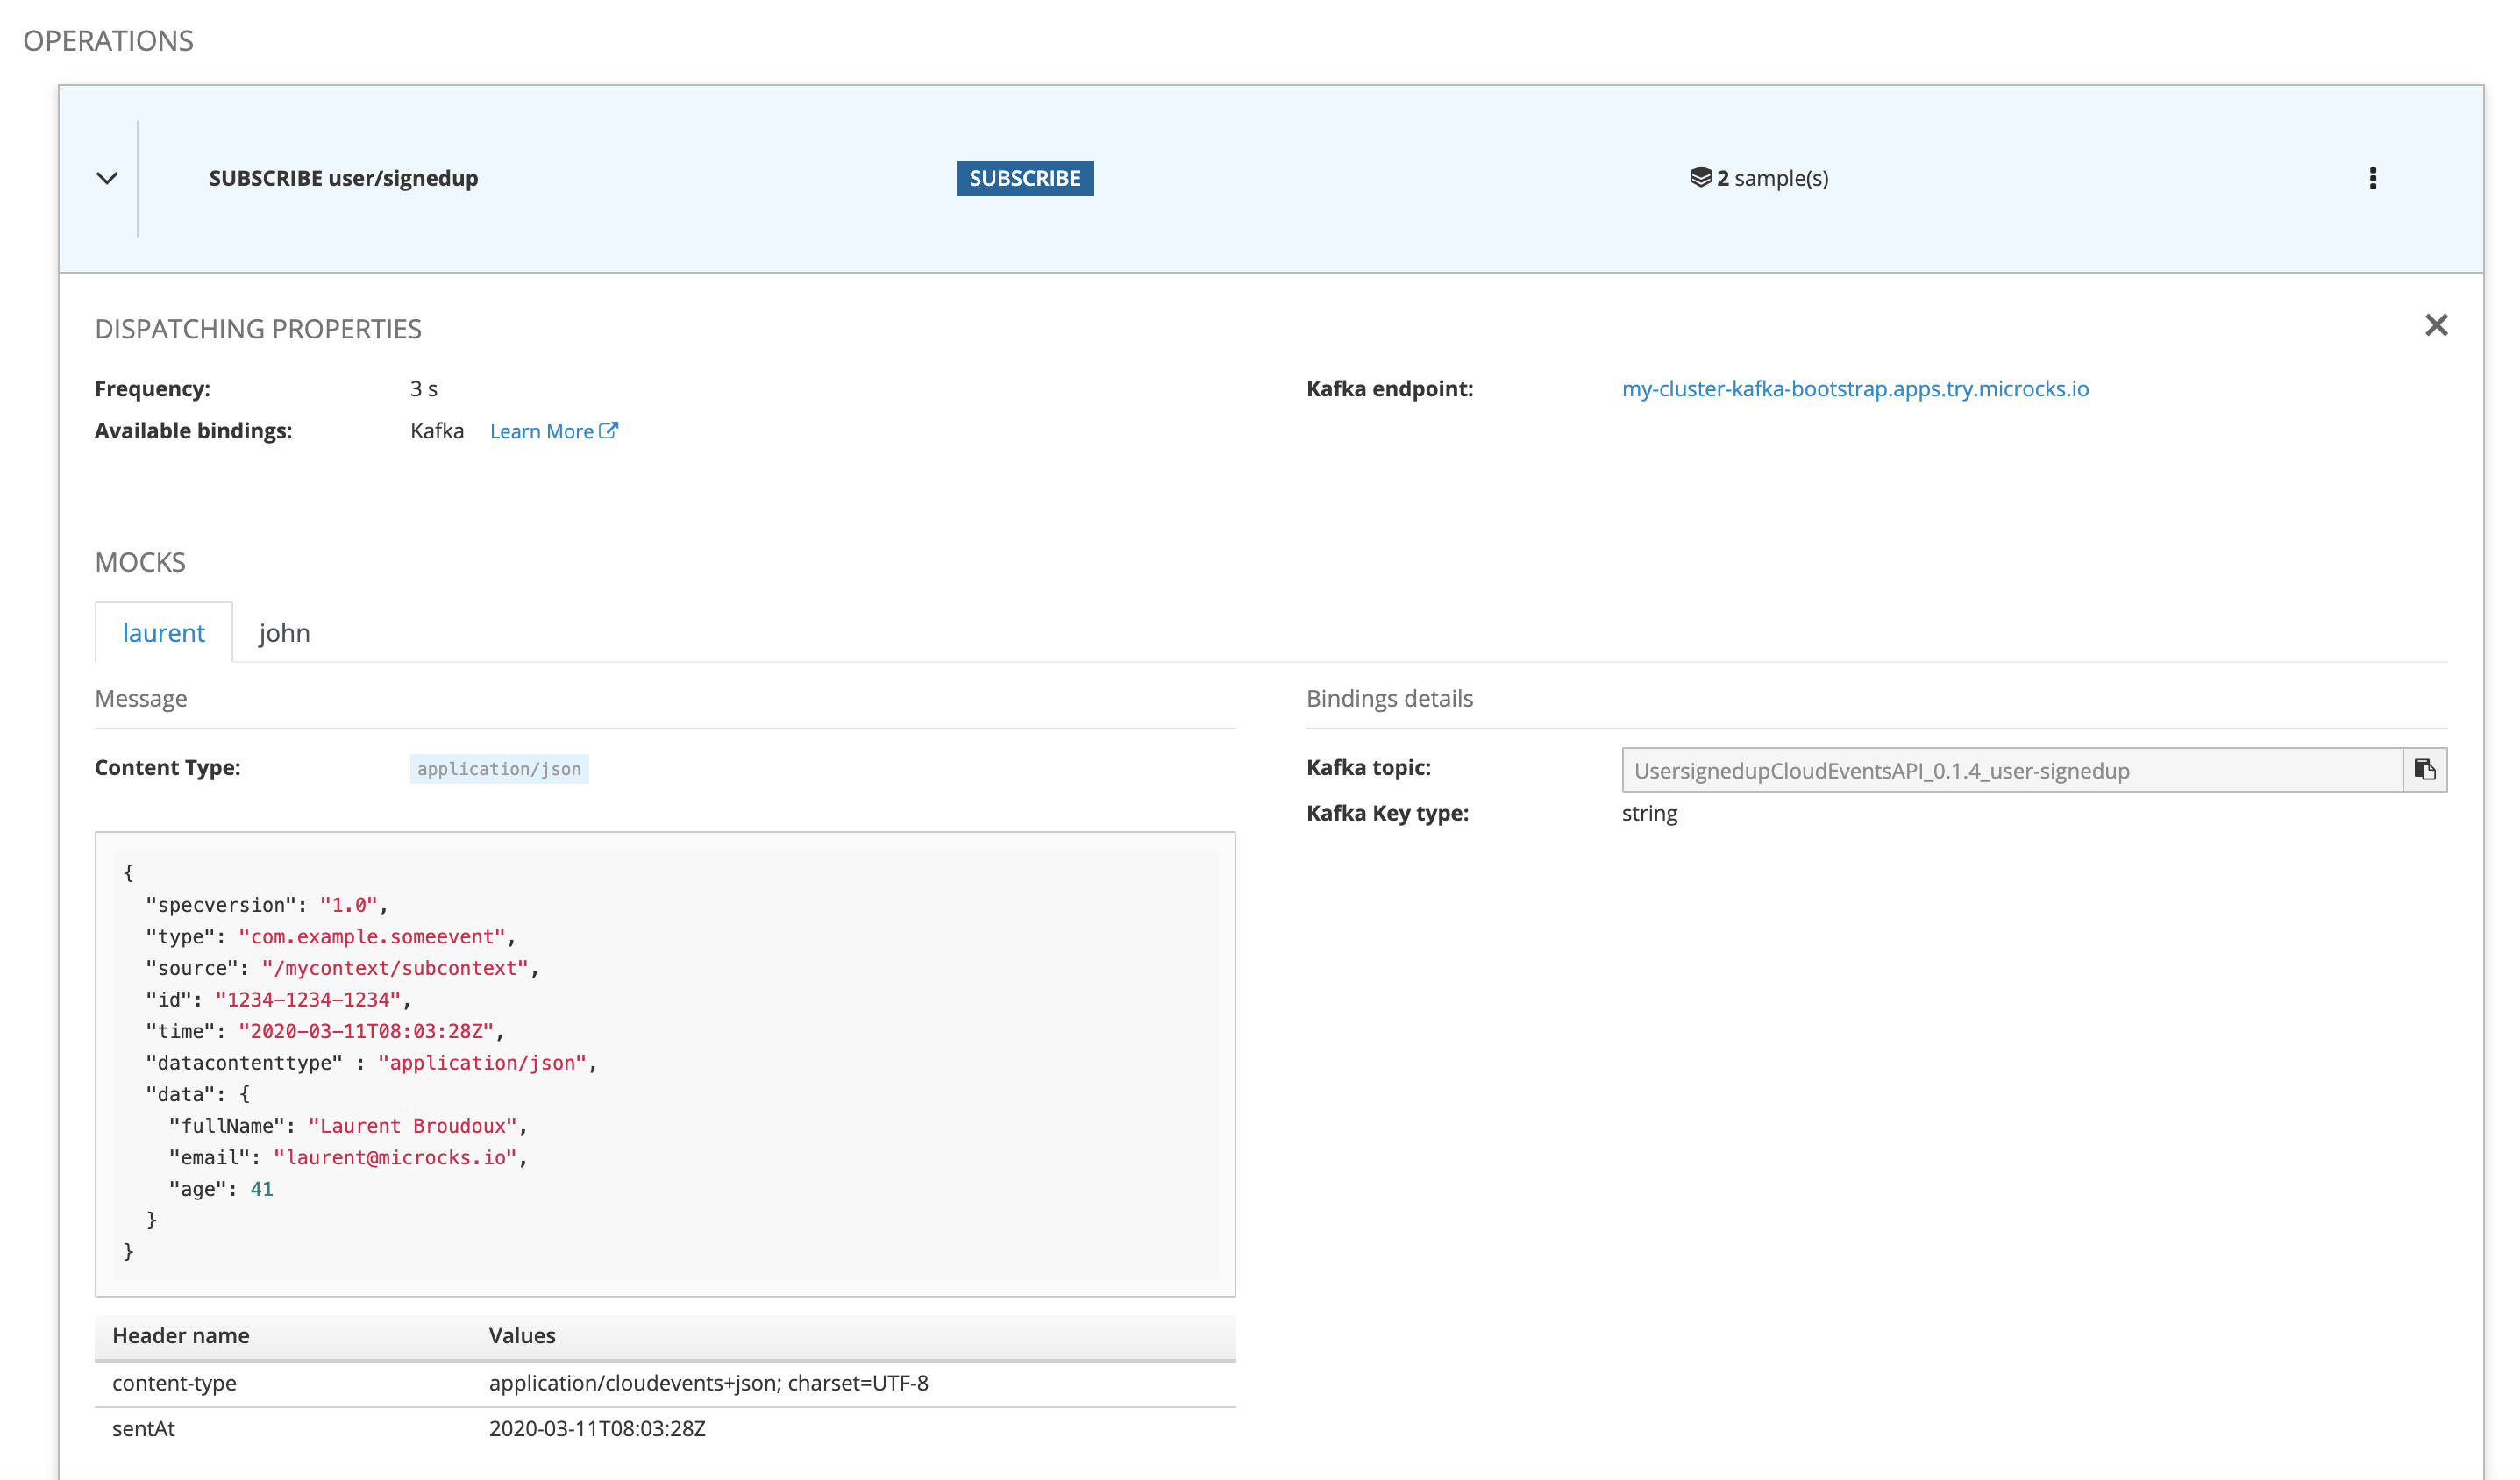 OPERATIONS
SUBSCRIBE user/signedup
SUBSCRIBE
2 sample(s)
DISPATCHING PROPERTIES
Frequency: 3 s
Kafka endpoint: my-cluster-kafka-bootstrap.apps.try.microcks.io
Available bindings: Kafka Learn More
MOCKS
laurent john
Message
Bindings details
Content Type: application/json
Kafka topic: UsersignedupCloudEventsAPI_0.1.4_user-signedup
Kafka Key type: string
{
  "specversion": "1.0",
  "type": "com.example.someevent",
  "source": "/mycontext/subcontext",
  "id": "1234-1234-1234",
  "time": "2020-03-11T08:03:28Z",
  "datacontenttype" : "application/json",
  "data": {
    "fullName": "Laurent Broudoux",
    "email": "laurent@microcks.io",
    "age": 41
  }
}
Header name Values
content-type application/cloudevents+json; charset=UTF-8
sentAt 2020-03-11T08:03:28Z